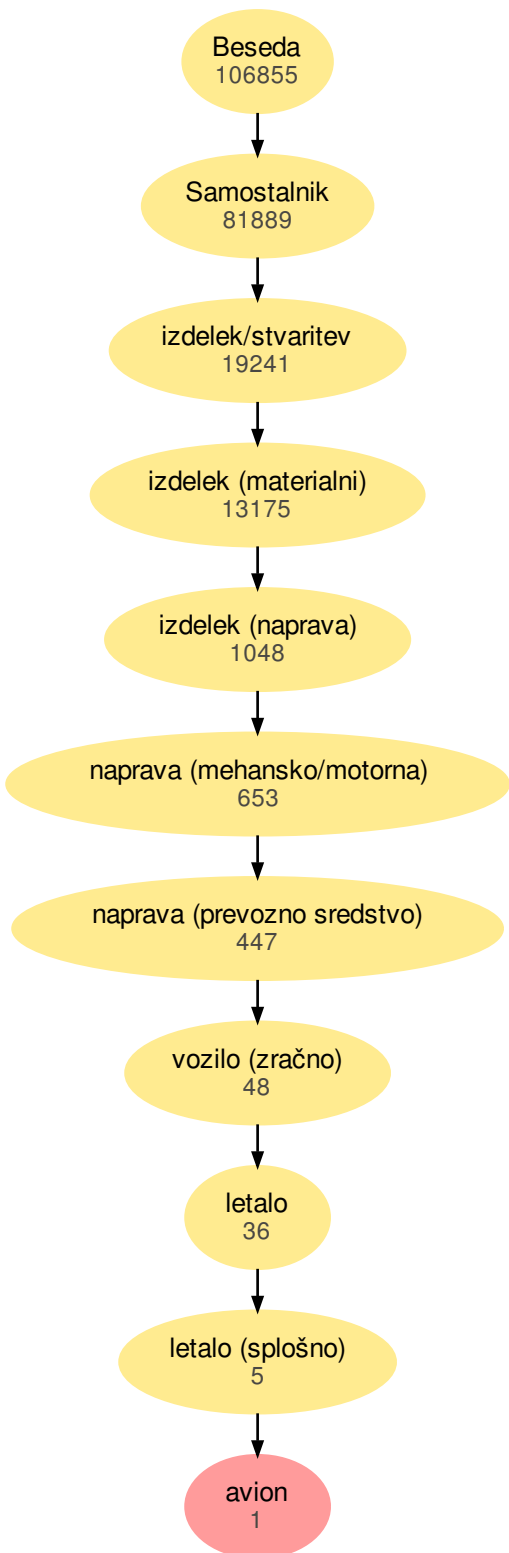 Beseda
106855
Samostalnik
81889
izdelek/stvaritev
19241
izdelek (materialni)
13175
izdelek (naprava)
1048
naprava (mehansko/motorna)
653
naprava (prevozno sredstvo)
447
vozilo (zračno)
48
letalo
36
letalo (splošno)
5
avion
1